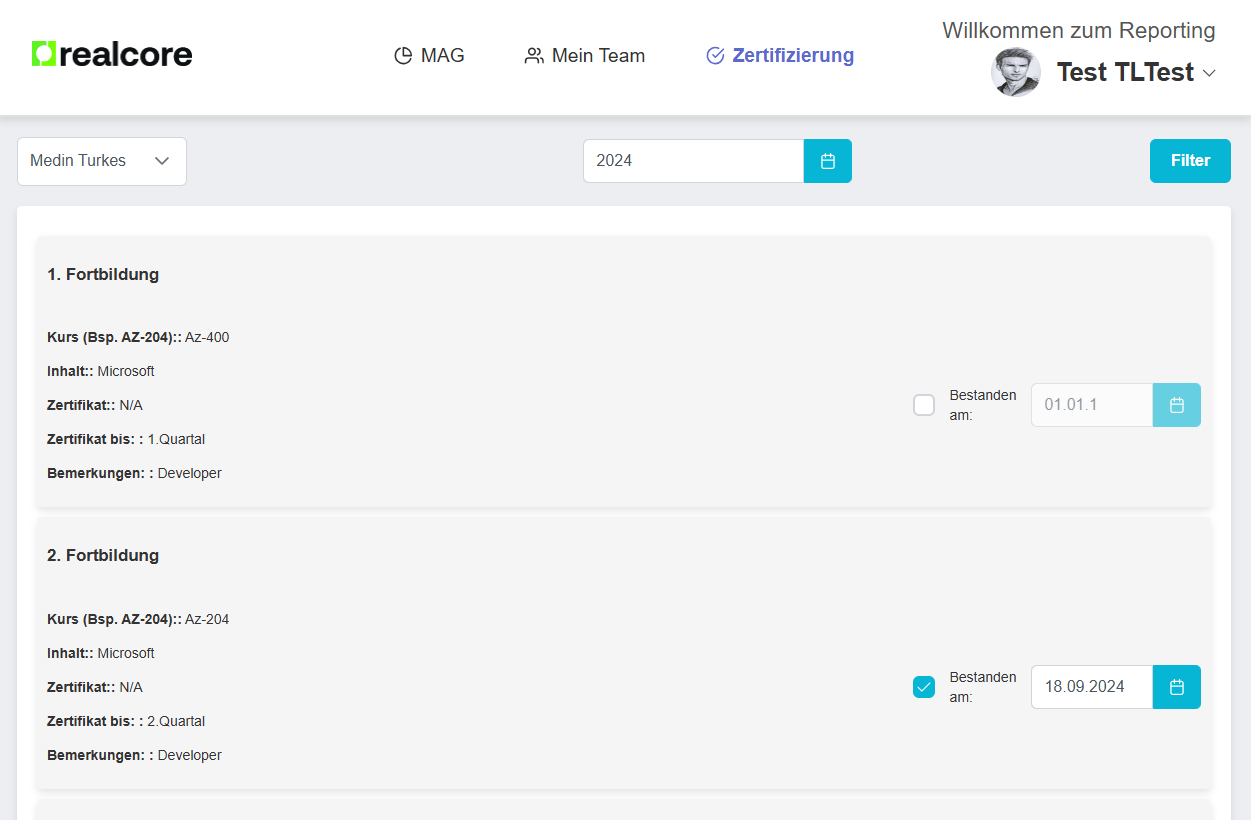 Willkommen zum Reporting
realcore
MAG
Mein Team
Zertifizierung
Test TLTest
Medin Turkes
2024
Filter
1. Fortbildung
Kurs (Bsp. AZ-204):: Az-400
Inhalt:: Microsoft
Zertifikat:: N/A
Zertifikat bis: : 1.Quartal
Bemerkungen: : Developer
Bestanden
am:
01.01.1
2. Fortbildung
Kurs (Bsp. AZ-204):: Az-204
Inhalt:: Microsoft
Zertifikat:: N/A
Zertifikat bis: : 2.Quartal
Bemerkungen: : Developer
Bestanden
am:
18.09.2024